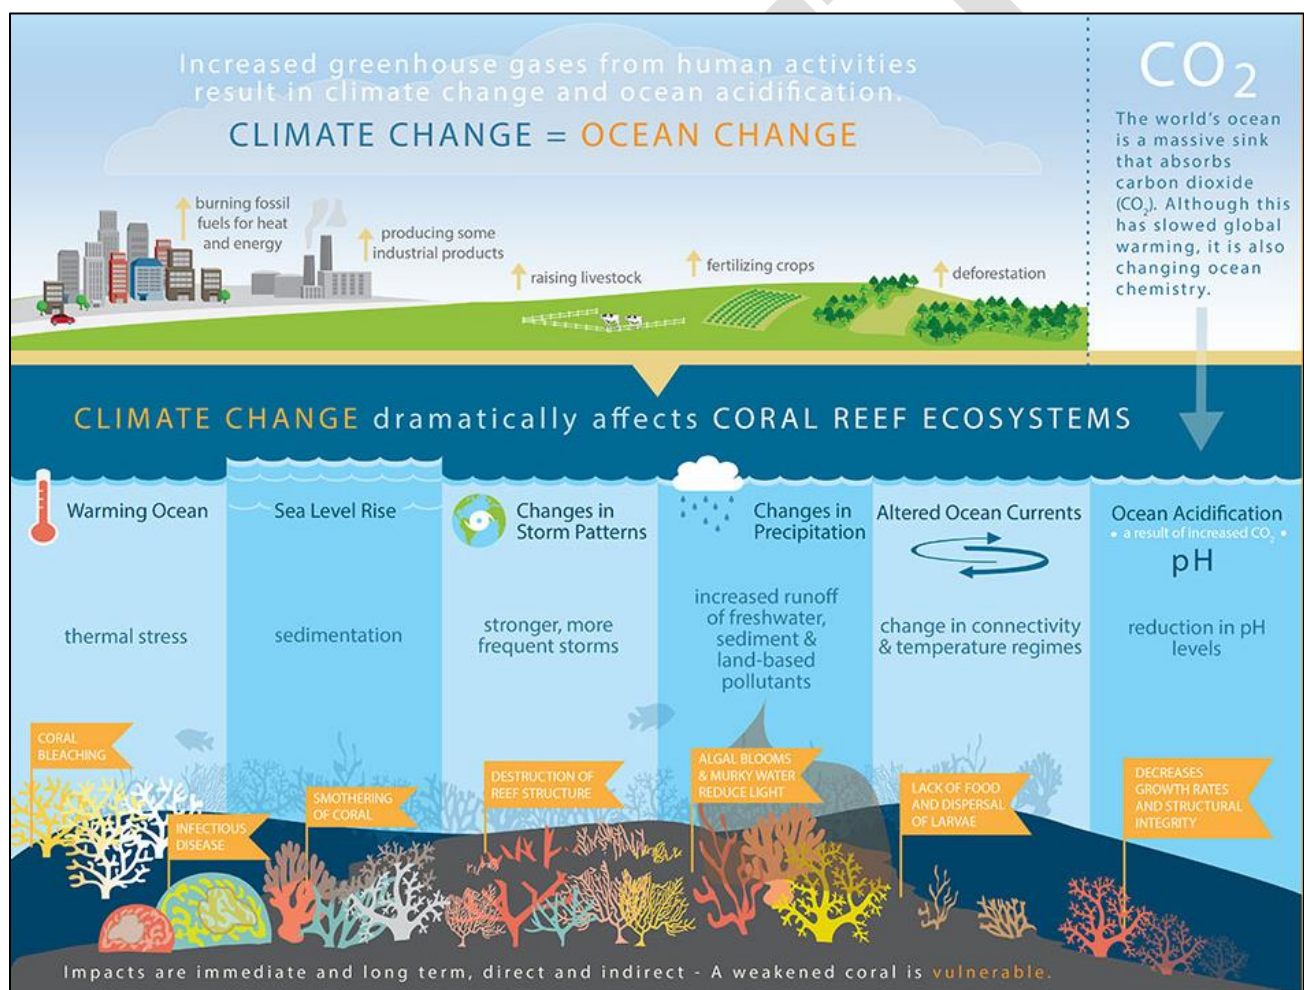 Increased greenhouse gases from human activities
result in climate change and ocean acidification.
CLIMATE CHANGE = OCEAN CHANGE
burning fossil
fuels for heat
and energy
producing some
industrial products
raising livestock
fertilizing crops
deforestation
CO₂
The world's ocean
is a massive sink
that absorbs
carbon dioxide
(CO₂). Although this
has slowed global
warming, it is also
changing ocean
chemistry.
CLIMATE CHANGE dramatically affects CORAL REEF ECOSYSTEMS
Warming Ocean
thermal stress
CORAL
BLEACHING
INFECTIOUS
DISEASE
Sea Level Rise
sedimentation
SMOTHERING
OF CORAL
Changes in
Storm Patterns
stronger, more
frequent storms
DESTRUCTION OF
REEF STRUCTURE
Changes in
Precipitation
increased runoff
of freshwater,
sediment &
land-based
pollutants
ALGAL BLOOMS
& MURKY WATER
REDUCE LIGHT
Altered Ocean Currents
change in connectivity
& temperature regimes
LACK OF FOOD
AND DISPERSAL
OF LARVAE
Ocean Acidification
• a result of increased CO₂ •
pH
reduction in pH
levels
DECREASES
GROWTH RATES
AND STRUCTURAL
INTEGRITY
Impacts are immediate and long term, direct and indirect - A weakened coral is vulnerable.